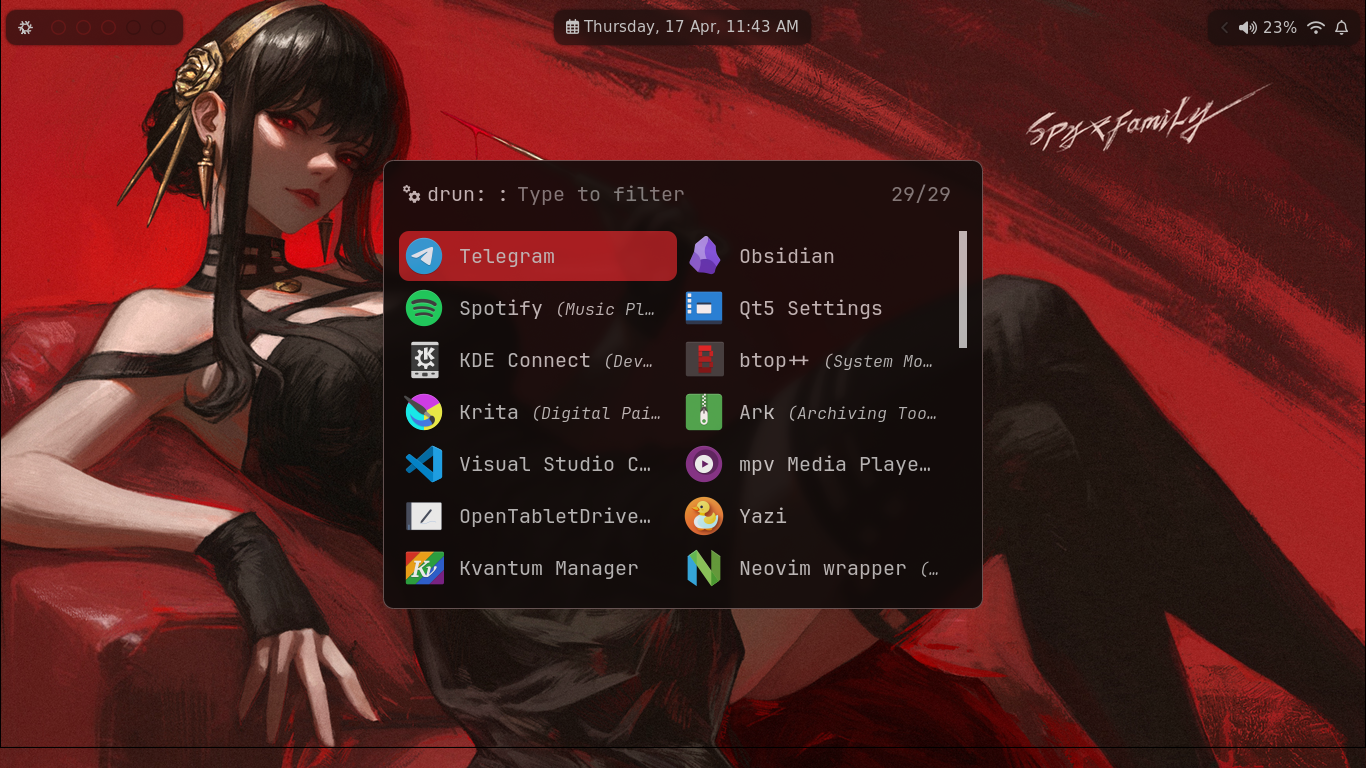 Thursday, 17 Apr, 11:43 AM
23%
Spy×Family
drun: : Type to filter 29/29
Telegram
Obsidian
Spotify (Music Pl…
Qt5 Settings
KDE Connect (Dev…
btop++ (System Mo…
Krita (Digital Pai…
Ark (Archiving Too…
Visual Studio C…
mpv Media Playe…
OpenTabletDrive…
Yazi
Kvantum Manager
Neovim wrapper (…